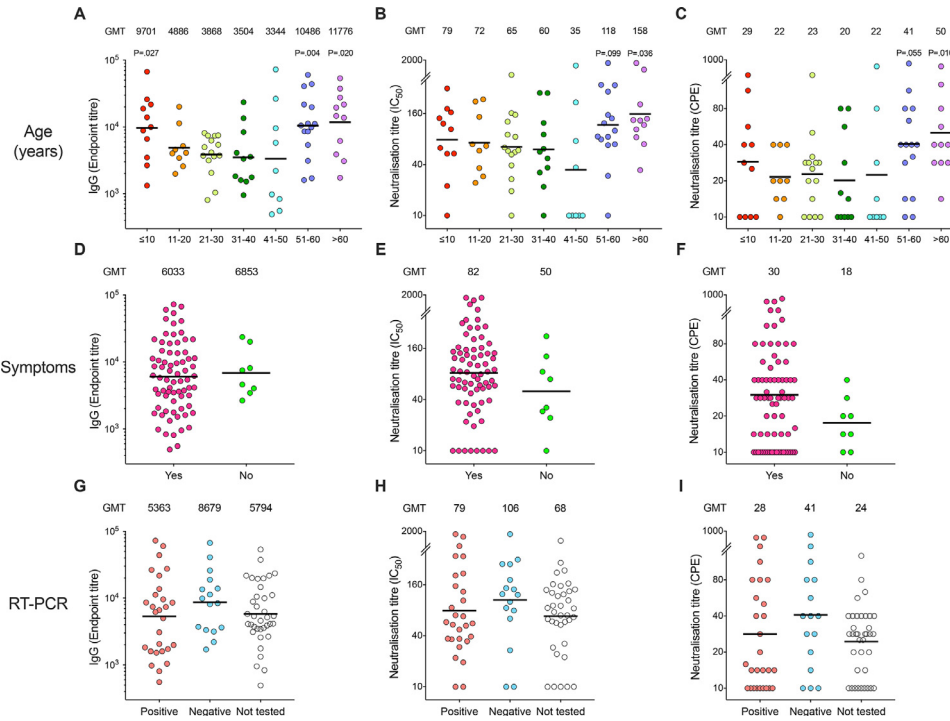 A
GMT 9701 4886 3868 3504 3344 10486 11776
P=.027 P=.004 P=.020
IgG (Endpoint titre)
10^5
10^4
10^3
≤10 11-20 21-30 31-40 41-50 51-60 >60
B
79 72 65 60 35 118 158
P=.099 P=.036
Neutralisation titre (IC50)
2000
160
40
10
≤10 11-20 21-30 31-40 41-50 51-60 >60
C
GMT 29 22 23 20 22 41 50
P=.055
Neutralisation titre (CPE)
1000
80
40
20
10
≤10 11-20 21-30 31-40 41-50 51-60 >60
Age
(years)
D
GMT 6033 6853
IgG (Endpoint titre)
10^5
10^4
10^3
Yes No
E
GMT 82 50
Neutralisation titre (IC50)
2000
160
40
10
Yes No
F
GMT 30 18
Neutralisation titre (CPE)
1000
80
40
20
10
Yes No
Symptoms
G
GMT 5363 8679 5794
IgG (Endpoint titre)
10^5
10^4
10^3
Positive Negative Not tested
H
GMT 79 106 68
Neutralisation titre (IC50)
2000
160
40
10
Positive Negative Not tested
I
GMT 28 41 24
Neutralisation titre (CPE)
1000
80
40
20
10
Positive Negative Not tested
RT-PCR